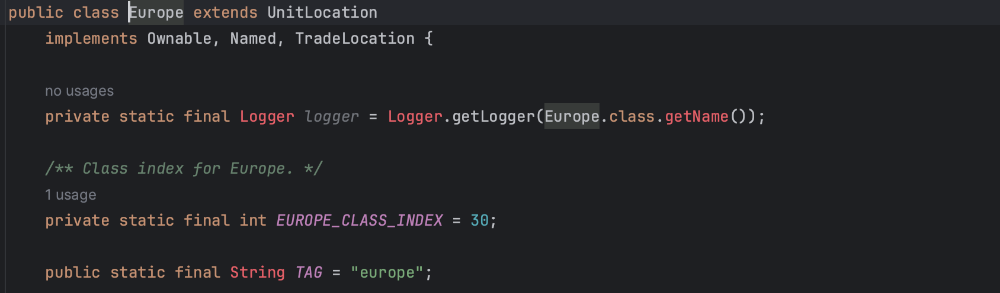 public class Europe extends UnitLocation
implements Ownable, Named, TradeLocation {
no usages
private static final Logger logger = Logger.getLogger(Europe.class.getName());
/** Class index for Europe. */
1 usage
private static final int EUROPE_CLASS_INDEX = 30;
public static final String TAG = "europe";